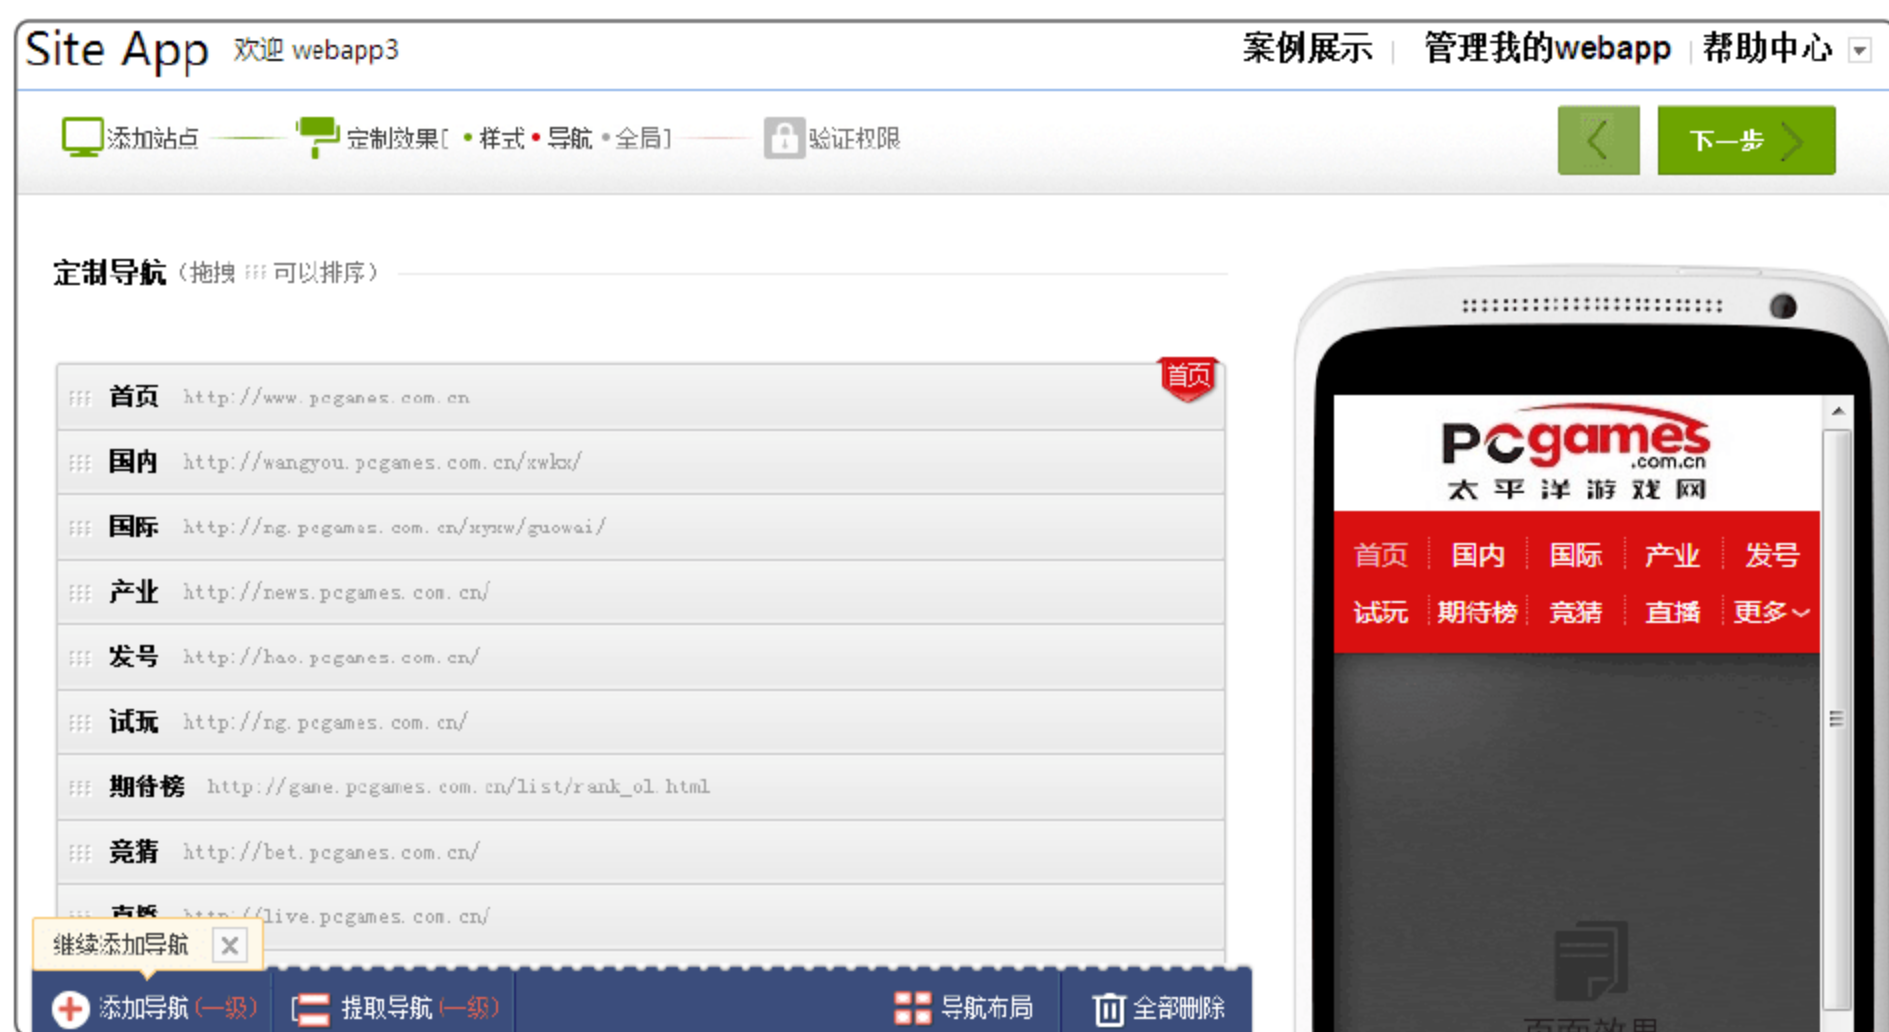 Site App 欢迎 webapp3 案例展示 | 管理我的webapp | 帮助中心
添加站点 定制效果[ •样式 •导航 •全局] 验证权限 下一步
定制导航（拖拽 可以排序）
首页 http://www.pcgames.com.cn 首页
国内 http://wangyou.pcgames.com.cn/xwkx/
国际 http://ng.pcgames.com.cn/xyxw/guowai/
产业 http://news.pcgames.com.cn/
发号 http://hao.pcgames.com.cn/
试玩 http://ng.pcgames.com.cn/
期待榜 http://game.pcgames.com.cn/list/rank_ol.html
竞猜 http://bet.pcgames.com.cn/
直播 http://live.pcgames.com.cn/
继续添加导航
添加导航(一级) 提取导航(一级) 导航布局 全部删除
PCgames
.com.cn
太平洋游戏网
首页 国内 国际 产业 发号
试玩 期待榜 竞猜 直播 更多
页面效果